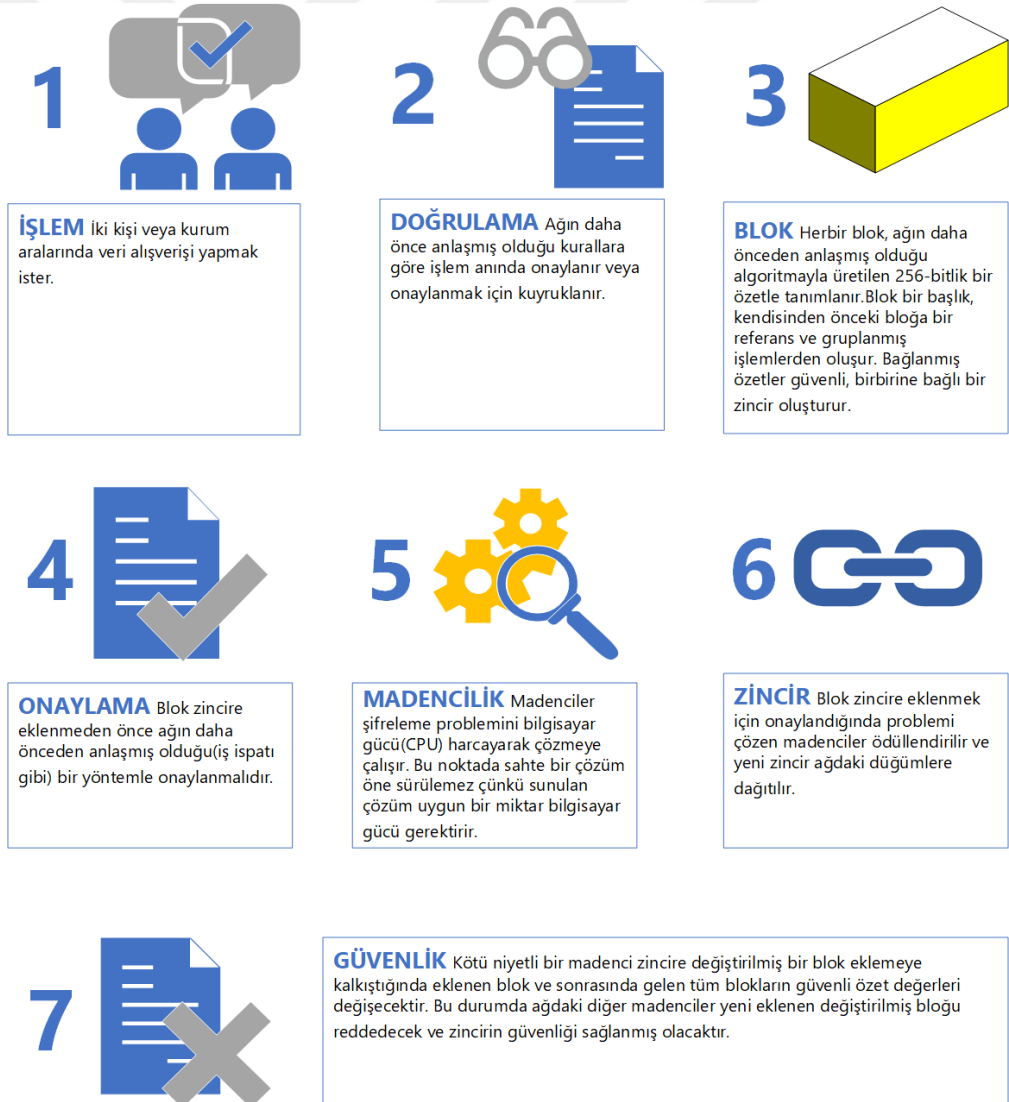 1
İŞLEM İki kişi veya kurum
aralarında veri alışverişi yapmak
ister.
2
DOĞRULAMA Ağın daha
önce anlaşmış olduğu kurallara
göre işlem anında onaylanır veya
onaylanmak için kuyruklanır.
3
BLOK Herbir blok, ağın daha
önceden anlaşmış olduğu
algoritmayla üretilen 256-bitlik bir
özetle tanımlanır.Blok bir başlık,
kendisinden önceki bloğa bir
referans ve gruplanmış
işlemlerden oluşur. Bağlanmış
özetler güvenli, birbirine bağlı bir
zincir oluşturur.
4
ONAYLAMA Blok zincire
eklenmeden önce ağın daha
önceden anlaşmış olduğu(iş ispatı
gibi) bir yöntemle onaylanmalıdır.
5
MADENCİLİK Madenciler
şifreleme problemini bilgisayar
gücü(CPU) harcayarak çözmeye
çalışır. Bu noktada sahte bir çözüm
öne sürülemez çünkü sunulan
çözüm uygun bir miktar bilgisayar
gücü gerektirir.
6
ZİNCİR Blok zincire eklenmek
için onaylandığında problemi
çözen madenciler ödüllendirilir ve
yeni zincir ağdaki düğümlere
dağıtılır.
7
GÜVENLİK Kötü niyetli bir madenci zincire değiştirilmiş bir blok eklemeye
kalkıştığında eklenen blok ve sonrasında gelen tüm blokların güvenli özet değerleri
değişecektir. Bu durumda ağdaki diğer madenciler yeni eklenen değiştirilmiş bloğu
reddedecek ve zincirin güvenliği sağlanmış olacaktır.